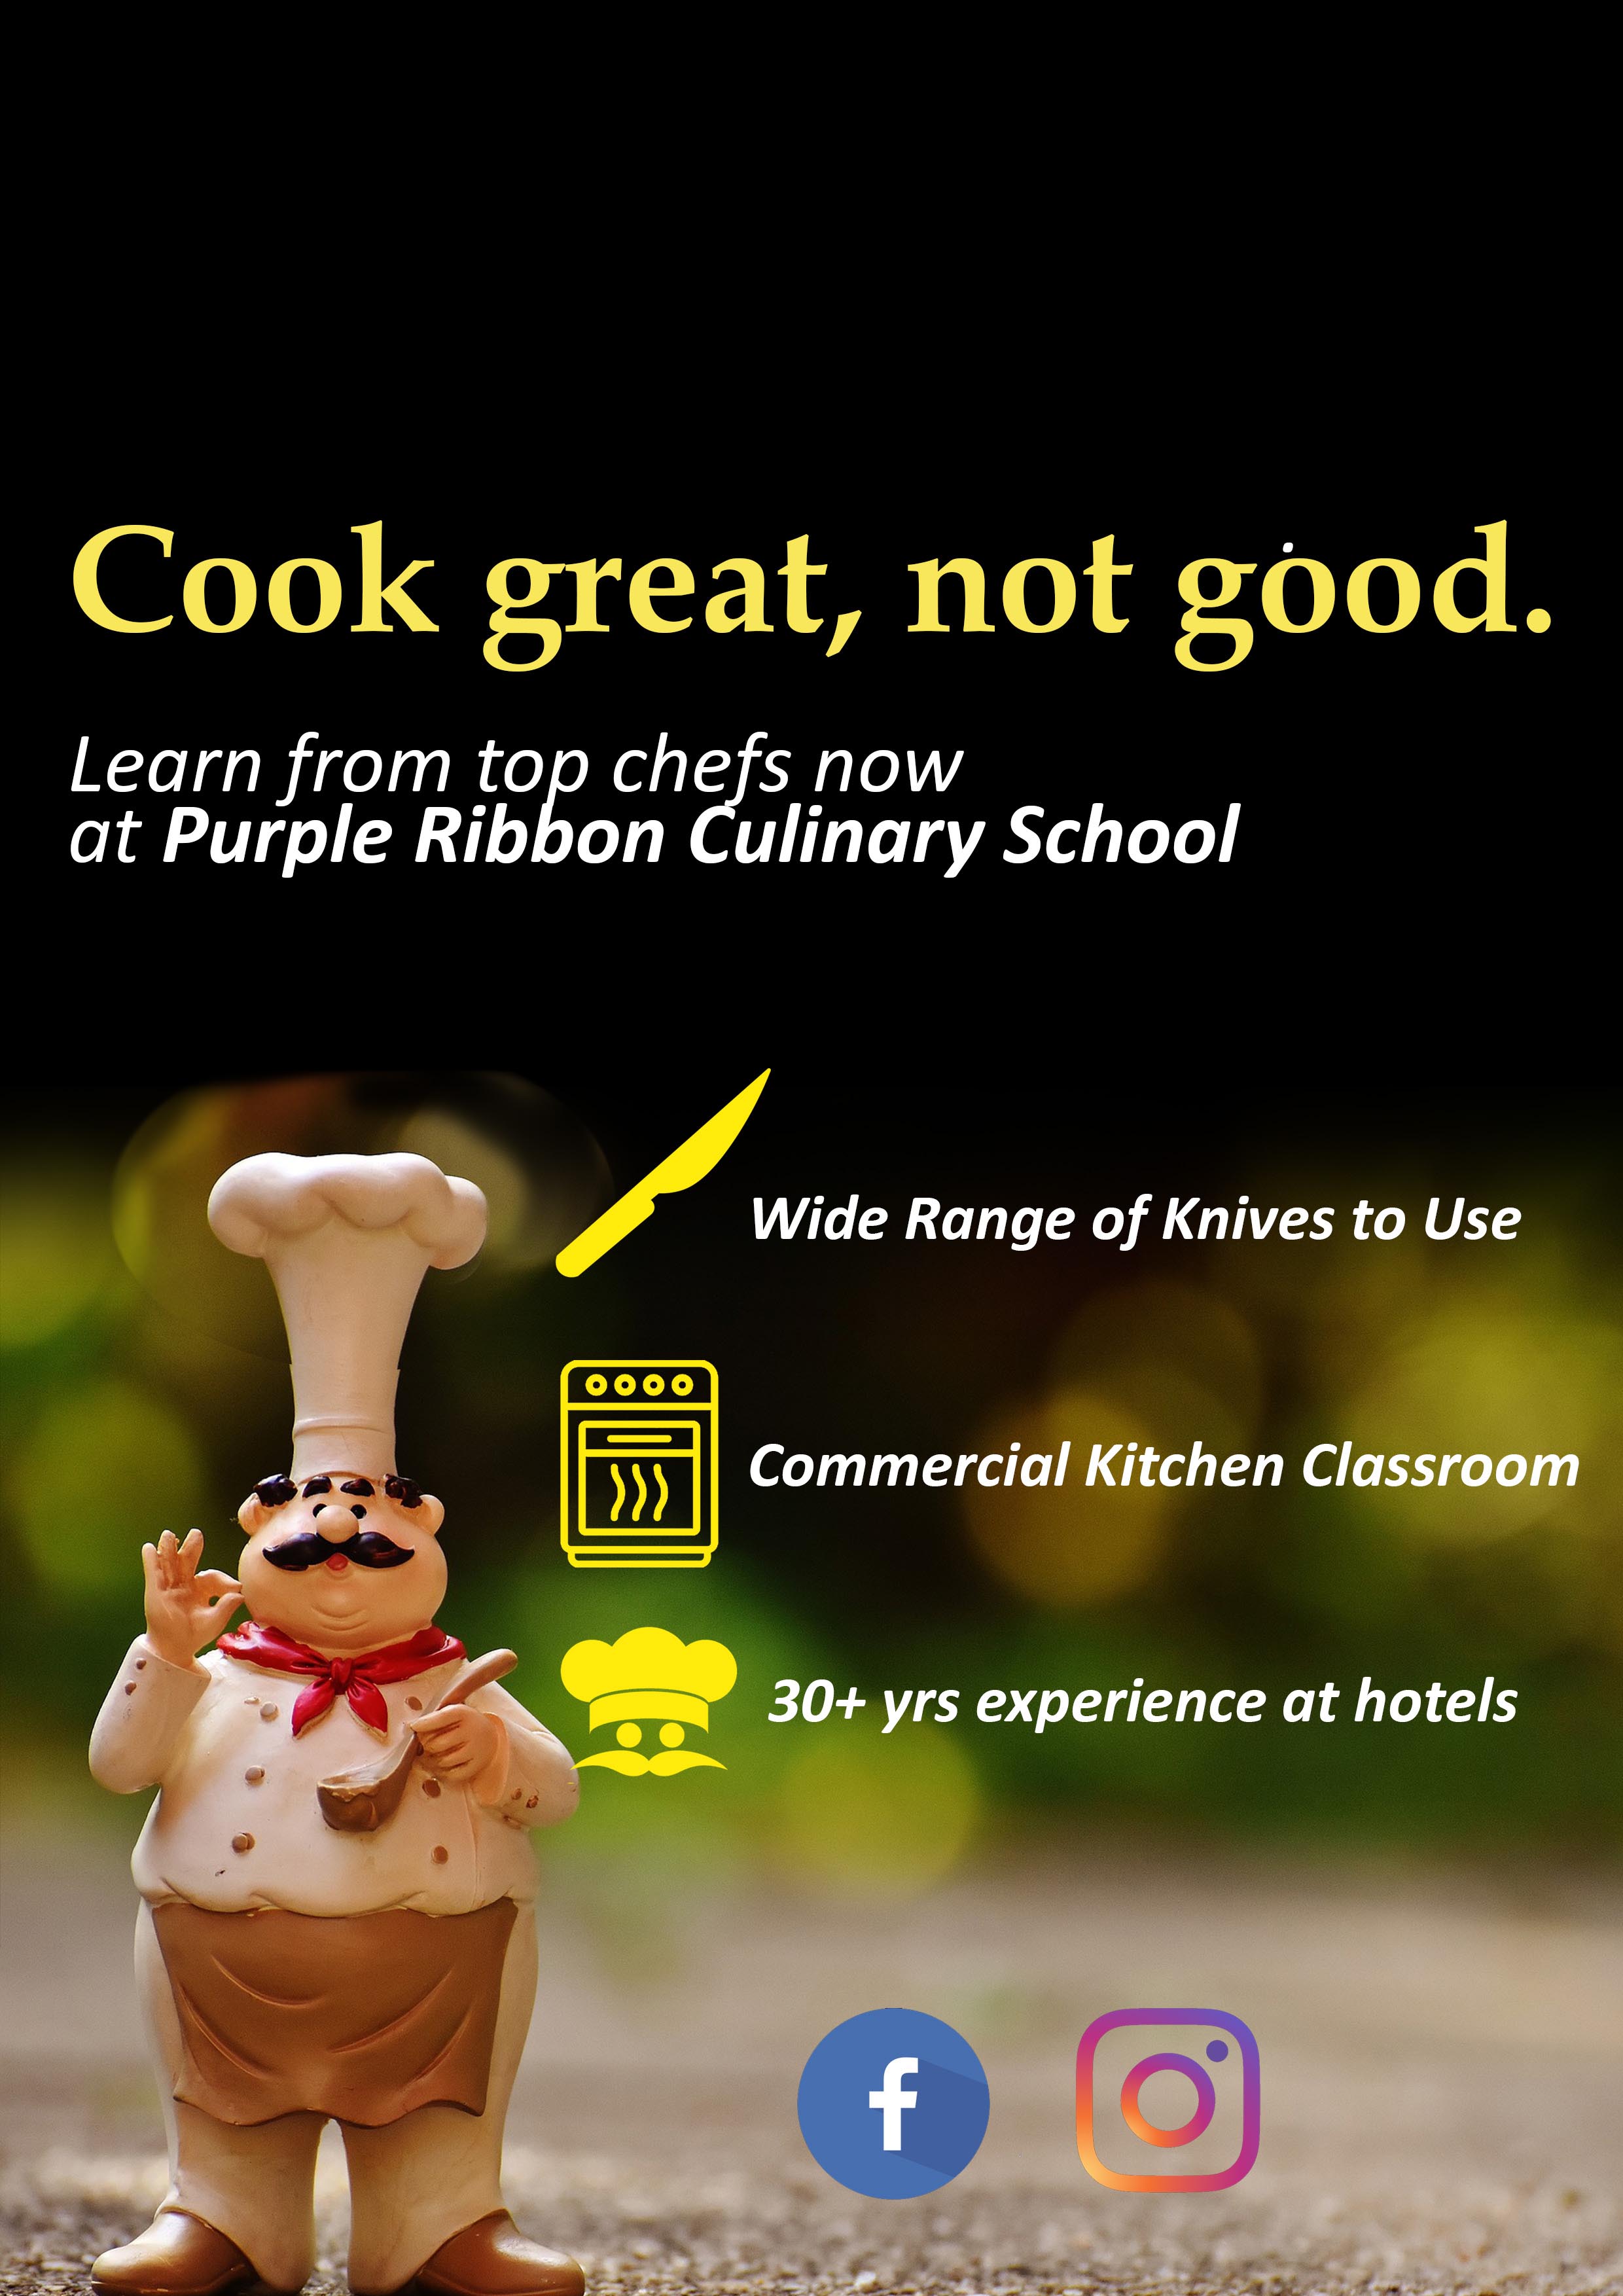 Cook great, not good.
Learn from top chefs now
at Purple Ribbon Culinary School
Wide Range of Knives to Use
Commercial Kitchen Classroom
30+ yrs experience at hotels
f